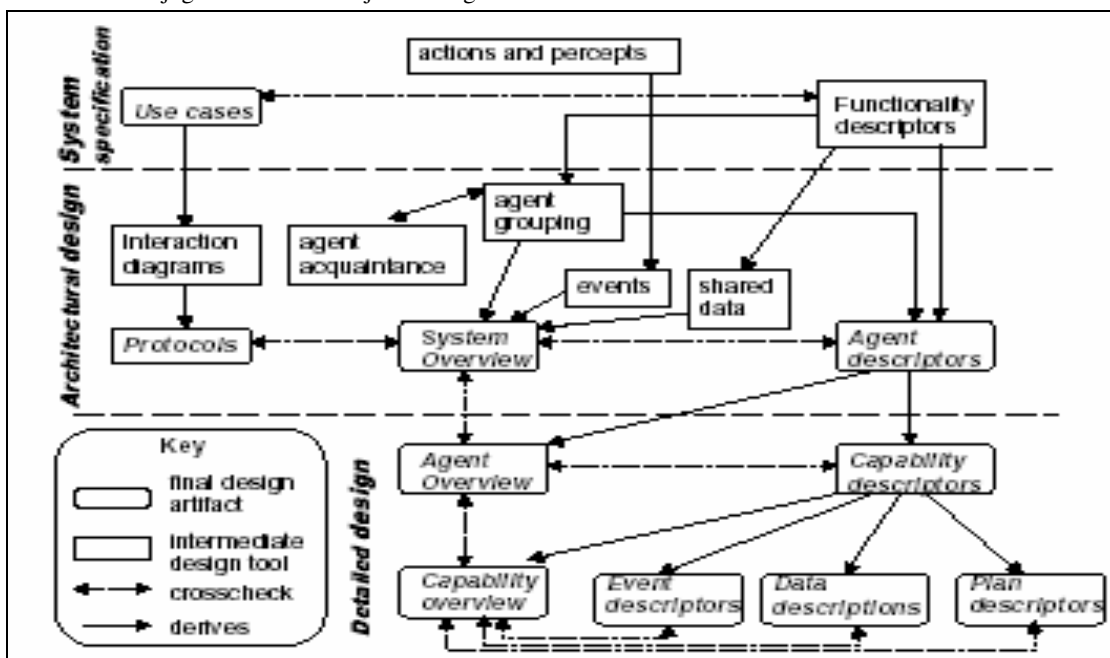 System
specification
actions and percepts
Use cases
Functionality
descriptors
Architectural design
Interaction
diagrams
agent
acquaintance
agent
grouping
events
shared
data
Protocols
System
Overview
Agent
descriptors
Key
final design
artifact
intermediate
design tool
crosscheck
derives
Detailed design
Agent
Overview
Capability
descriptors
Capability
overview
Event
descriptors
Data
descriptions
Plan
descriptors